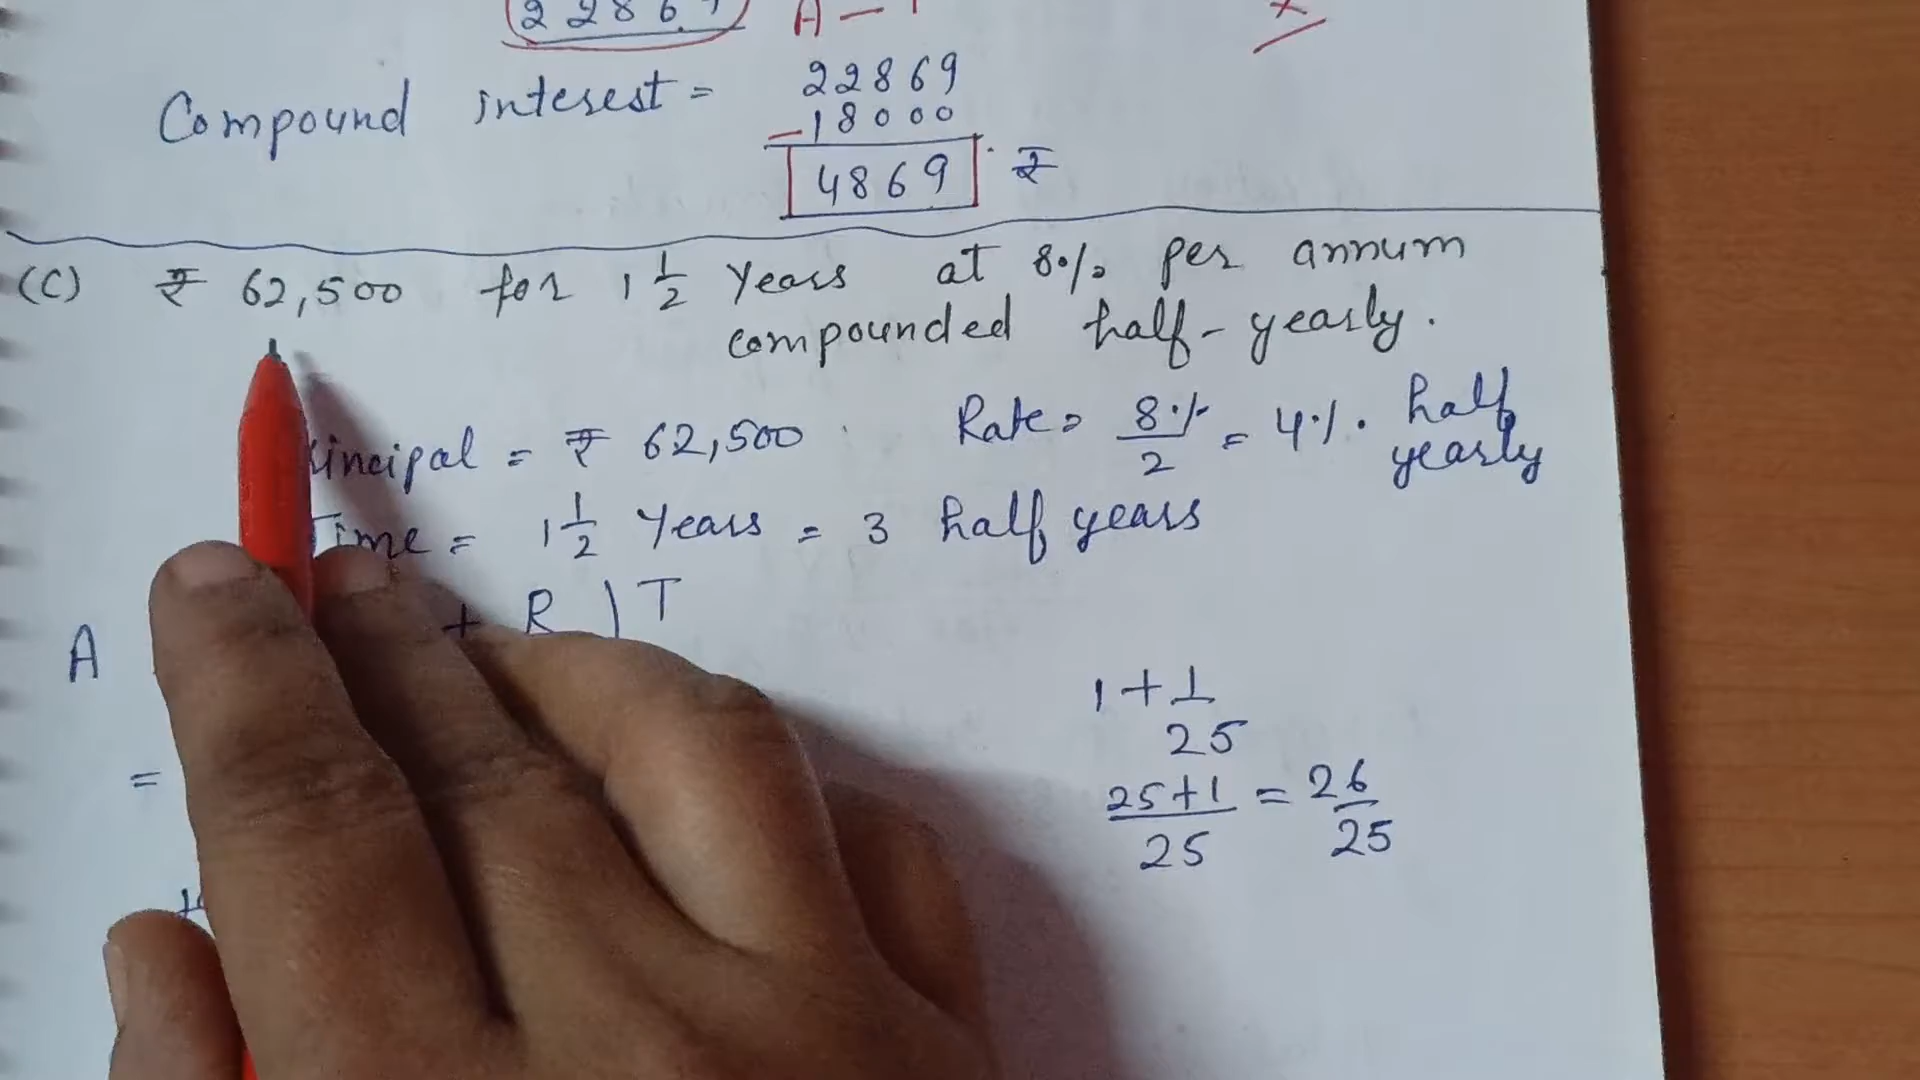 22869 A –
Compound interest = 22869
- 18000
4869 ₹
(C) ₹ 62,500 for 1 1/2 Years at 8% per annum
compounded half-yearly.
rincipal = ₹ 62,500 Rate = 8%/2 = 4% half yearly
Time = 1 1/2 Years = 3 half years
A + R ) T
1 + 1/25
= 25+1/25 = 26/25